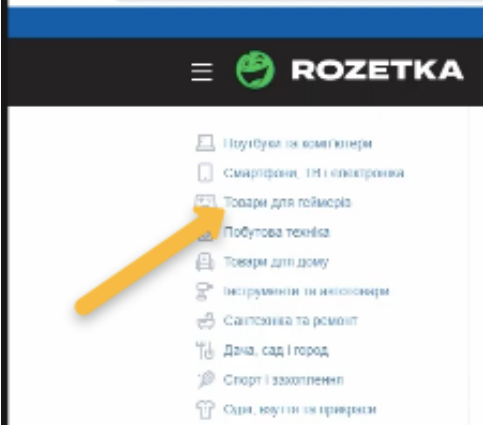 ROZETKA
Ноутбуки та комп'ютери
Смартфони, ТВ і електроніка
Товари для геймерів
Побутова техніка
Товари для дому
Інструменти та автотовари
Сантехніка та ремонт
Дача, сад і город
Спорт і захоплення
Одяг, взуття та прикраси